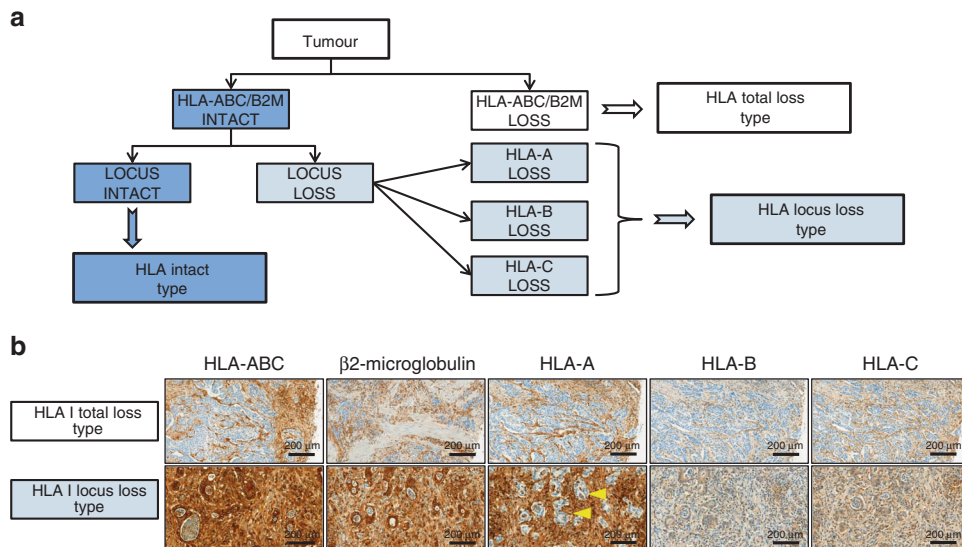 a
Tumour
HLA-ABC/B2M
INTACT
HLA-ABC/B2M
LOSS
HLA total loss
type
LOCUS
INTACT
LOCUS
LOSS
HLA-A
LOSS
HLA-B
LOSS
HLA-C
LOSS
HLA locus loss
type
HLA intact
type
b
HLA-ABC
β2-microglobulin
HLA-A
HLA-B
HLA-C
HLA I total loss
type
200 μm
200 μm
200 μm
200 μm
200 μm
HLA I locus loss
type
200 μm
200 μm
200 μm
200 μm
200 μm